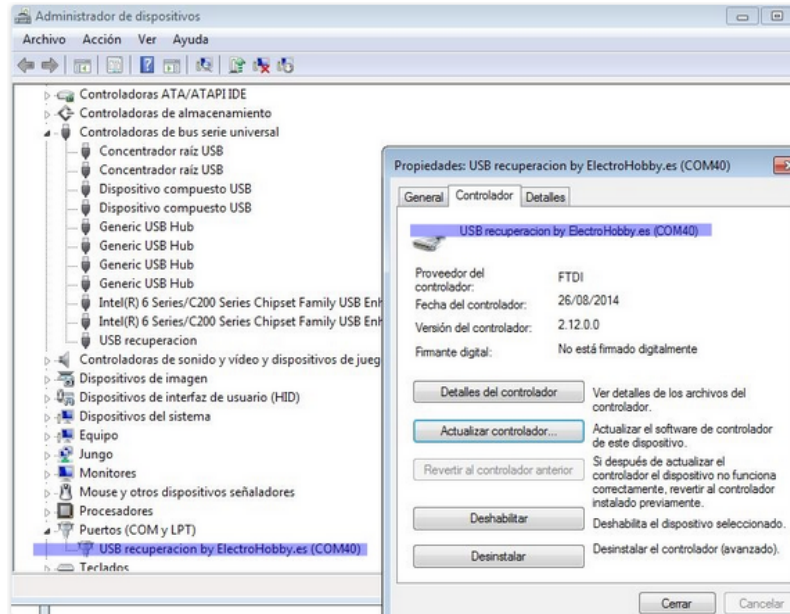 Administrador de dispositivos
Archivo Acción Ver Ayuda
Controladoras ATA/ATAPI IDE
Controladoras de almacenamiento
Controladoras de bus serie universal
Concentrador raíz USB
Concentrador raíz USB
Dispositivo compuesto USB
Dispositivo compuesto USB
Generic USB Hub
Generic USB Hub
Generic USB Hub
Generic USB Hub
Intel(R) 6 Series/C200 Series Chipset Family USB Enh
Intel(R) 6 Series/C200 Series Chipset Family USB Enh
USB recuperacion
Controladoras de sonido y vídeo y dispositivos de jueg
Dispositivos de imagen
Dispositivos de interfaz de usuario (HID)
Dispositivos del sistema
Equipo
Jungo
Monitores
Mouse y otros dispositivos señaladores
Procesadores
Puertos (COM y LPT)
USB recuperacion by ElectroHobby.es (COM40)
Teclados
Propiedades: USB recuperacion by ElectroHobby.es (COM40)
General Controlador Detalles
USB recuperacion by ElectroHobby.es (COM40)
Proveedor del
controlador:
FTDI
Fecha del controlador: 26/08/2014
Versión del controlador: 2.12.0.0
Firmante digital: No está firmado digitalmente
Detalles del controlador
Ver detalles de los archivos del
controlador.
Actualizar controlador...
Actualizar el software de controlador
de este dispositivo.
Revertir al controlador anterior
Si después de actualizar el
controlador el dispositivo no funciona
correctamente, revertir al controlador
instalado previamente.
Deshabilitar
Deshabilita el dispositivo seleccionado.
Desinstalar
Desinstalar el controlador (avanzado).
Cerrar Cancelar